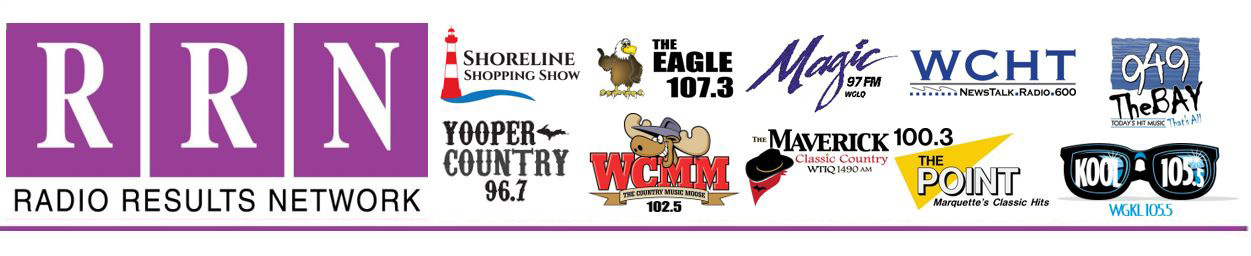 RRN
RADIO RESULTS NETWORK
SHORELINE
SHOPPING SHOW
THE
EAGLE
107.3
Magic
97 FM
WGLQ
WCHT
NEWSTALK.RADIO.600
949
TheBAY
TODAY'S HIT MUSIC That's All
YOOPER
COUNTRY
96.7
WCMM
THE COUNTRY MUSIC MOOSE
102.5
THE MAVERICK
Classic Country
WTIQ 1490 AM
100.3
THE
POINT
Marquette's Classic Hits
KOOL 105.5
WGKL 105.5